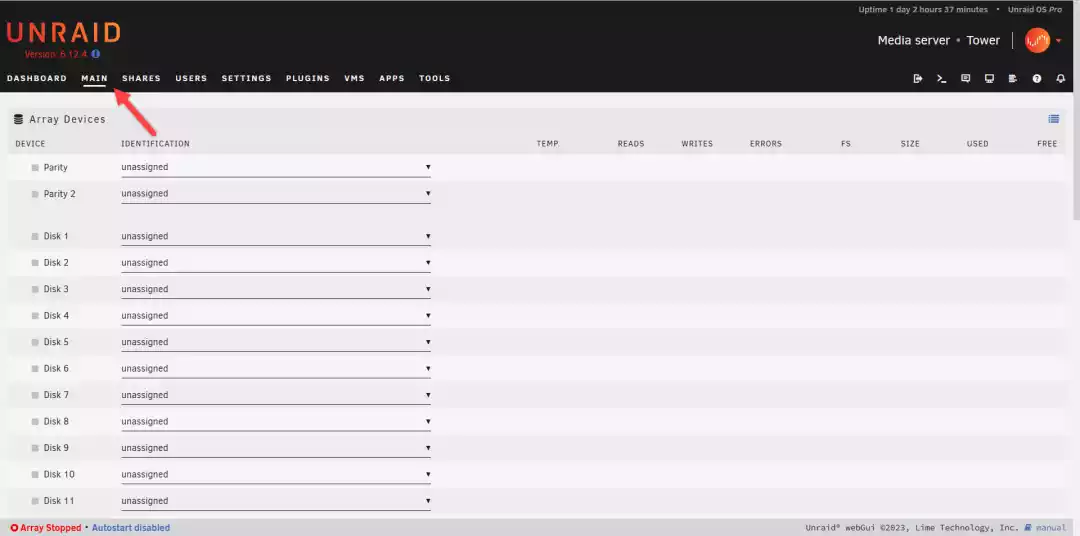 Uptime 1 day 2 hours 37 minutes • Unraid OS Pro
UNRAID
Version: 6.12.4
Media server • Tower
DASHBOARD MAIN SHARES USERS SETTINGS PLUGINS VMS APPS TOOLS
Array Devices
DEVICE IDENTIFICATION TEMP. READS WRITES ERRORS FS SIZE USED FREE
Parity unassigned
Parity 2 unassigned
Disk 1 unassigned
Disk 2 unassigned
Disk 3 unassigned
Disk 4 unassigned
Disk 5 unassigned
Disk 6 unassigned
Disk 7 unassigned
Disk 8 unassigned
Disk 9 unassigned
Disk 10 unassigned
Disk 11 unassigned
Array Stopped • Autostart disabled Unraid® webGui ©2023, Lime Technology, Inc. manual